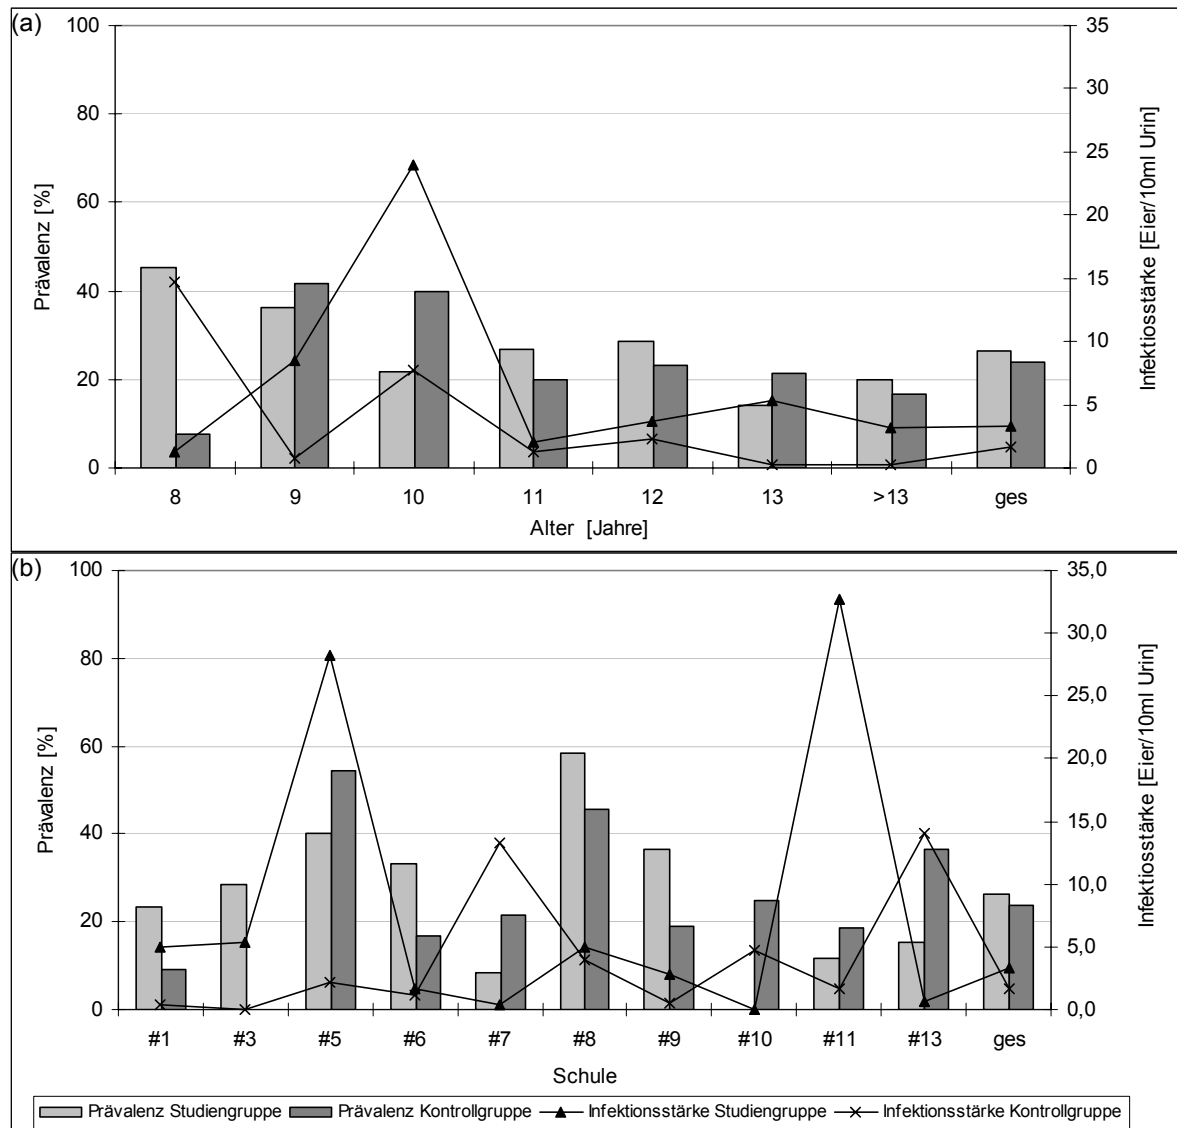 (a)
100
80
60
40
20
0
Prävalenz [%]
35
30
25
20
15
10
5
0
Infektiosstärke [Eier/10ml Urin]
8 9 10 11 12 13 >13 ges
Alter [Jahre]
(b)
100
80
60
40
20
0
Prävalenz [%]
35,0
30,0
25,0
20,0
15,0
10,0
5,0
0,0
Infektiosstärke [Eier/10ml Urin]
#1 #3 #5 #6 #7 #8 #9 #10 #11 #13 ges
Schule
Prävalenz Studiengruppe Prävalenz Kontrollgruppe Infektionsstärke Studiengruppe Infektionsstärke Kontrollgruppe